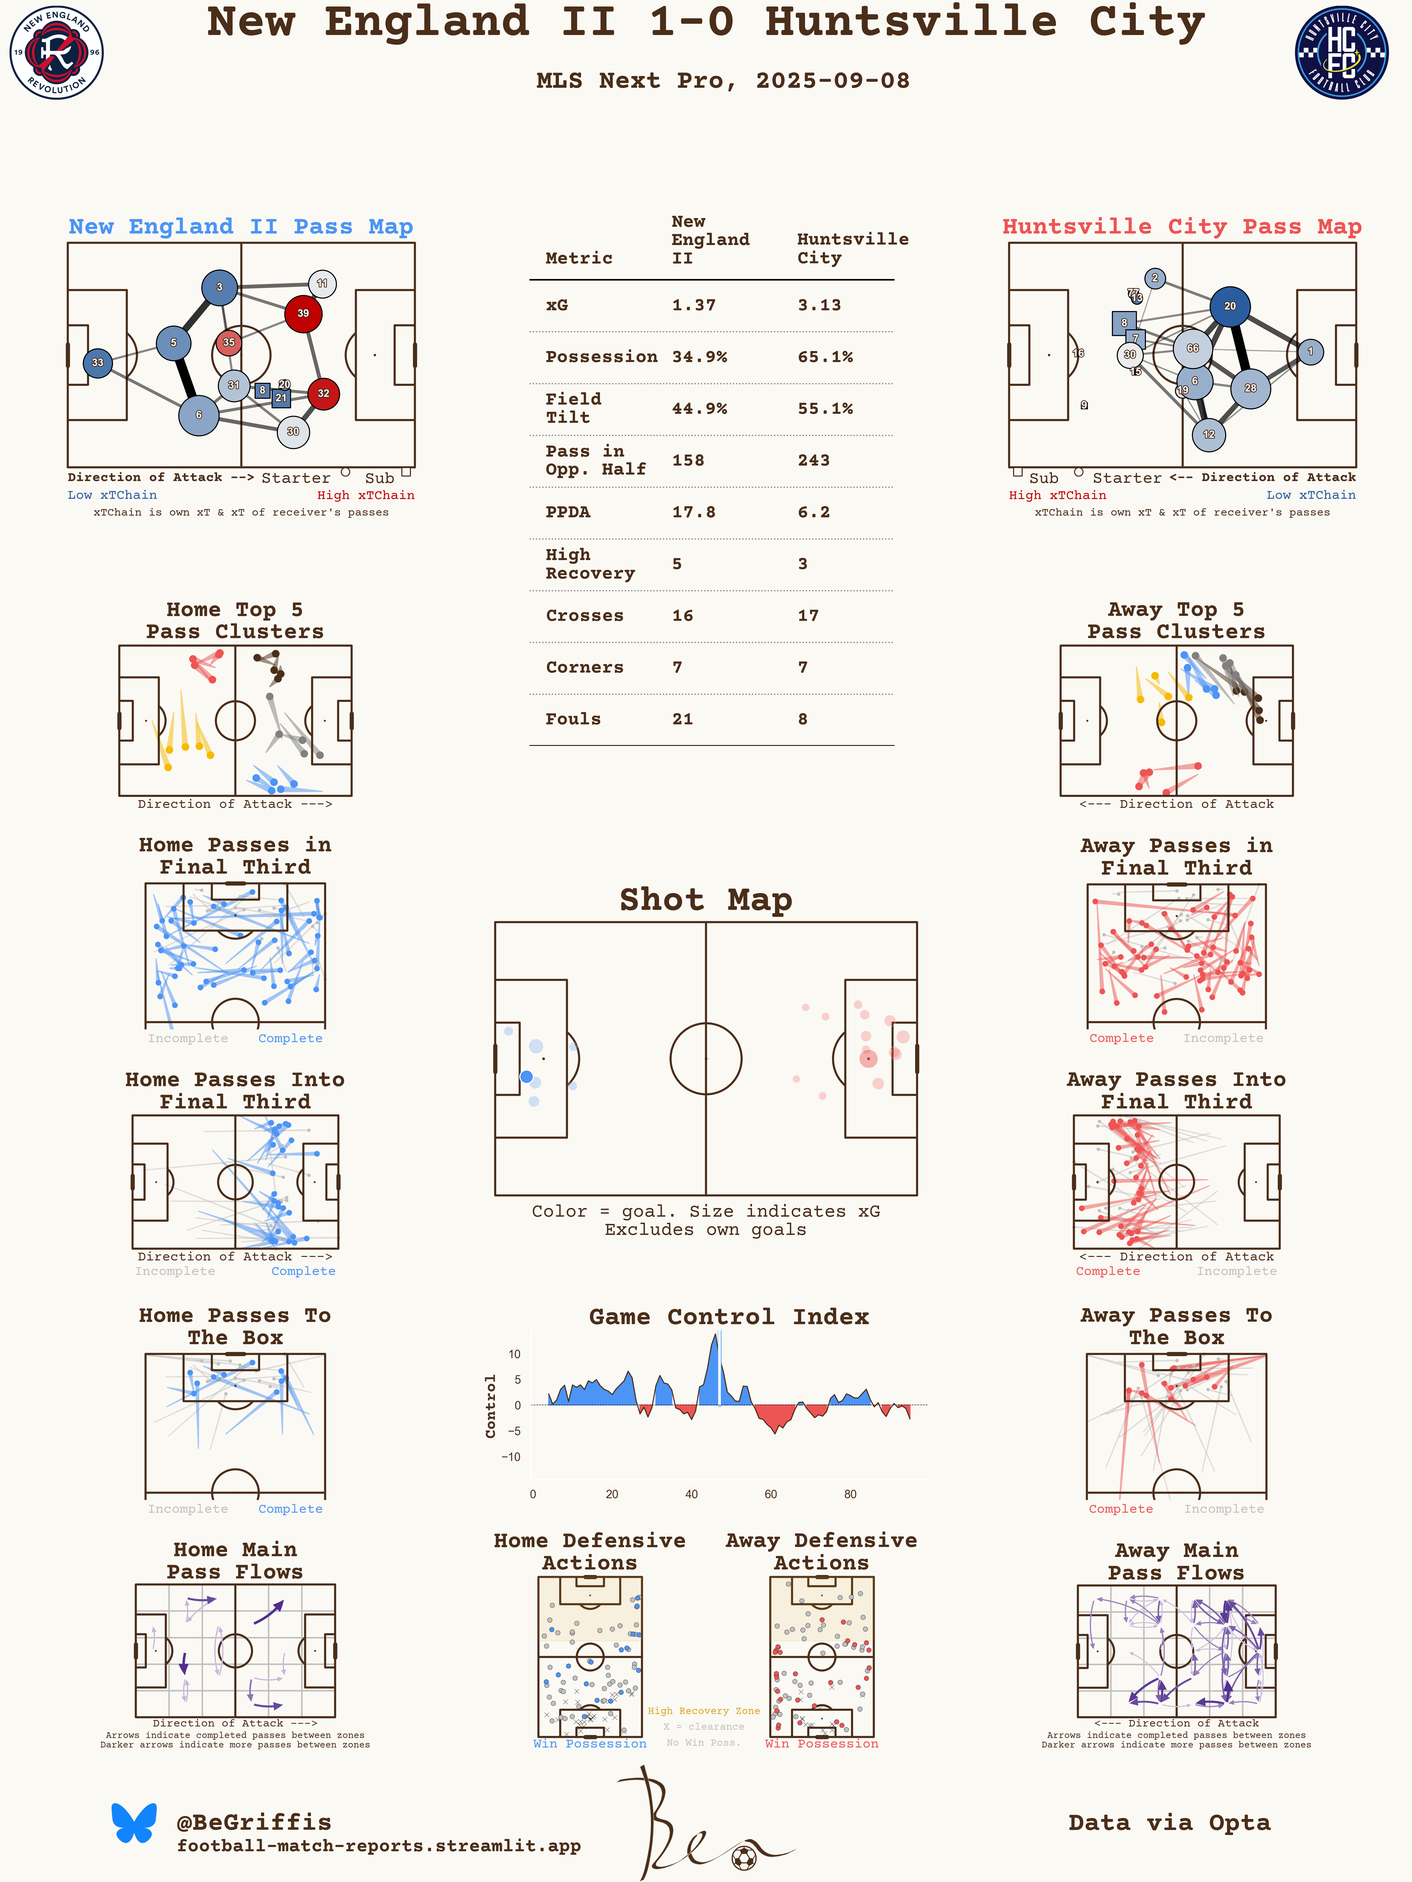 New England II 1-0 Huntsville City
MLS Next Pro, 2025-09-08
NEW ENGLAND
19 96
REVOLUTION
HUNTSVILLE CITY
HC
FC
FOOTBALL CLUB
New England II Pass Map
33
5
3
6
35
31
11
39
32
30
8
21
20
Direction of Attack --> Starter Sub
Low xTChain High xTChain
xTChain is own xT & xT of receiver's passes
Metric New England II Huntsville City
xG 1.37 3.13
Possession 34.9% 65.1%
Field Tilt 44.9% 55.1%
Pass in Opp. Half 158 243
PPDA 17.8 6.2
High Recovery 5 3
Crosses 16 17
Corners 7 7
Fouls 21 8
Huntsville City Pass Map
2
77
13
8
7
30
15
16
9
20
66
6
19
28
12
1
Sub Starter <-- Direction of Attack
High xTChain Low xTChain
xTChain is own xT & xT of receiver's passes
Home Top 5
Pass Clusters
Direction of Attack --->
Away Top 5
Pass Clusters
<--- Direction of Attack
Home Passes in
Final Third
Incomplete Complete
Away Passes in
Final Third
Complete Incomplete
Shot Map
Color = goal. Size indicates xG
Excludes own goals
Home Passes Into
Final Third
Direction of Attack --->
Incomplete Complete
Away Passes Into
Final Third
<--- Direction of Attack
Complete Incomplete
Home Passes To
The Box
Incomplete Complete
Game Control Index
Control
10
5
0
−5
−10
0 20 40 60 80
Away Passes To
The Box
Complete Incomplete
Home Main
Pass Flows
Direction of Attack --->
Arrows indicate completed passes between zones
Darker arrows indicate more passes between zones
Home Defensive
Actions
Win Possession
High Recovery Zone
X = clearance
No Win Poss.
Away Defensive
Actions
Win Possession
Away Main
Pass Flows
<--- Direction of Attack
Arrows indicate completed passes between zones
Darker arrows indicate more passes between zones
@BeGriffis
football-match-reports.streamlit.app
Ben
Data via Opta